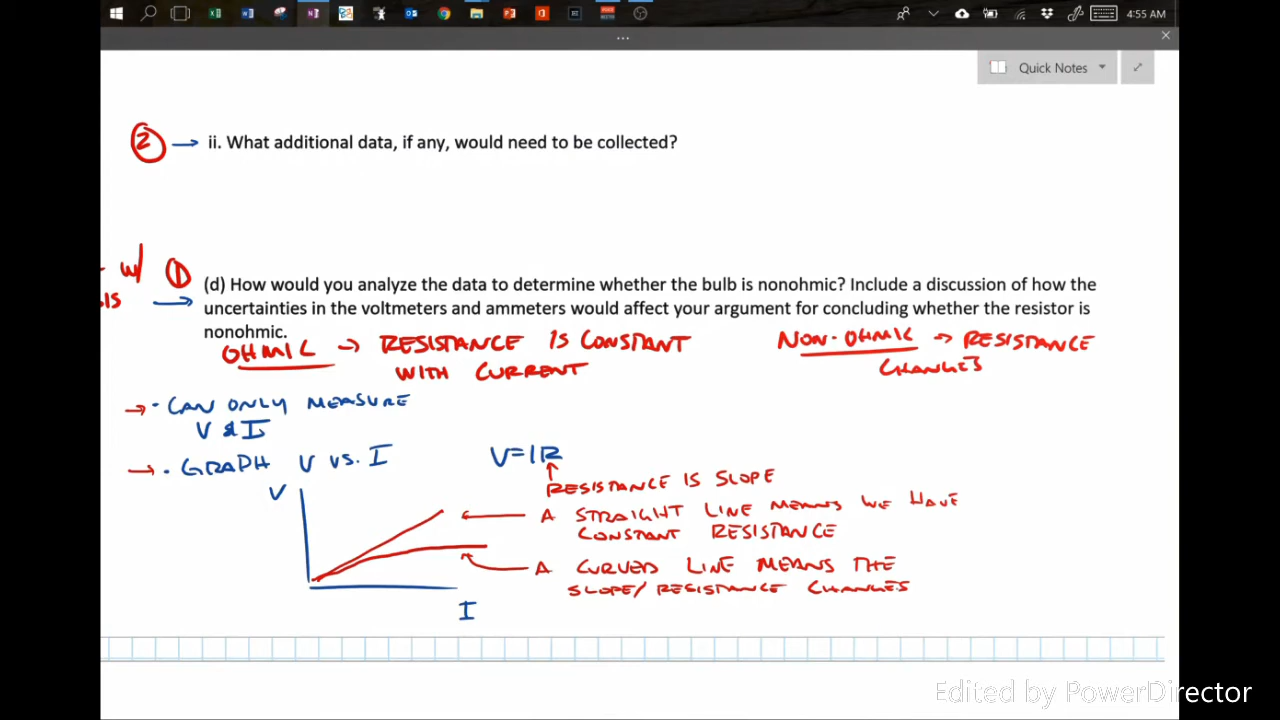 4:55 AM
...
Quick Notes
② → ii. What additional data, if any, would need to be collected?
w/ ① (d) How would you analyze the data to determine whether the bulb is nonohmic? Include a discussion of how the
→ uncertainties in the voltmeters and ammeters would affect your argument for concluding whether the resistor is
nonohmic.
OHMIC → RESISTANCE IS CONSTANT
WITH CURRENT
NON-OHMIC → RESISTANCE
CHANGES
→ · CAN ONLY MEASURE
V & I
→ · GRAPH V VS. I
V=IR
RESISTANCE IS SLOPE
V
A STRAIGHT LINE MEANS WE HAVE
CONSTANT RESISTANCE
A CURVED LINE MEANS THE
SLOPE/RESISTANCE CHANGES
I
Edited by PowerDirector